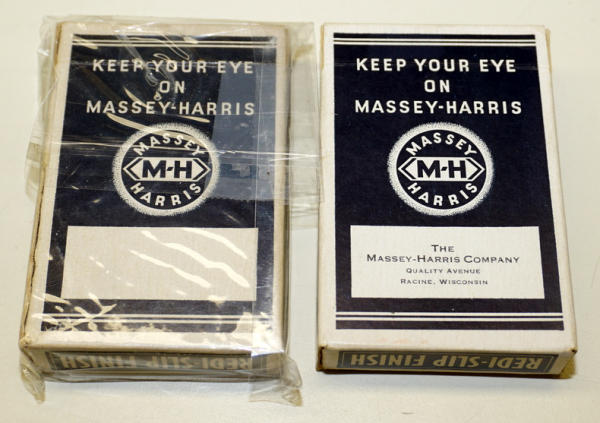 KEEP YOUR EYE
ON
MASSEY-HARRIS
MASSEY
M-H
HARRIS
REDI-SLIP FINISH
KEEP YOUR EYE
ON
MASSEY-HARRIS
MASSEY
M-H
HARRIS
THE
MASSEY-HARRIS COMPANY
QUALITY AVENUE
RACINE, WISCONSIN
REDI-SLIP FINISH